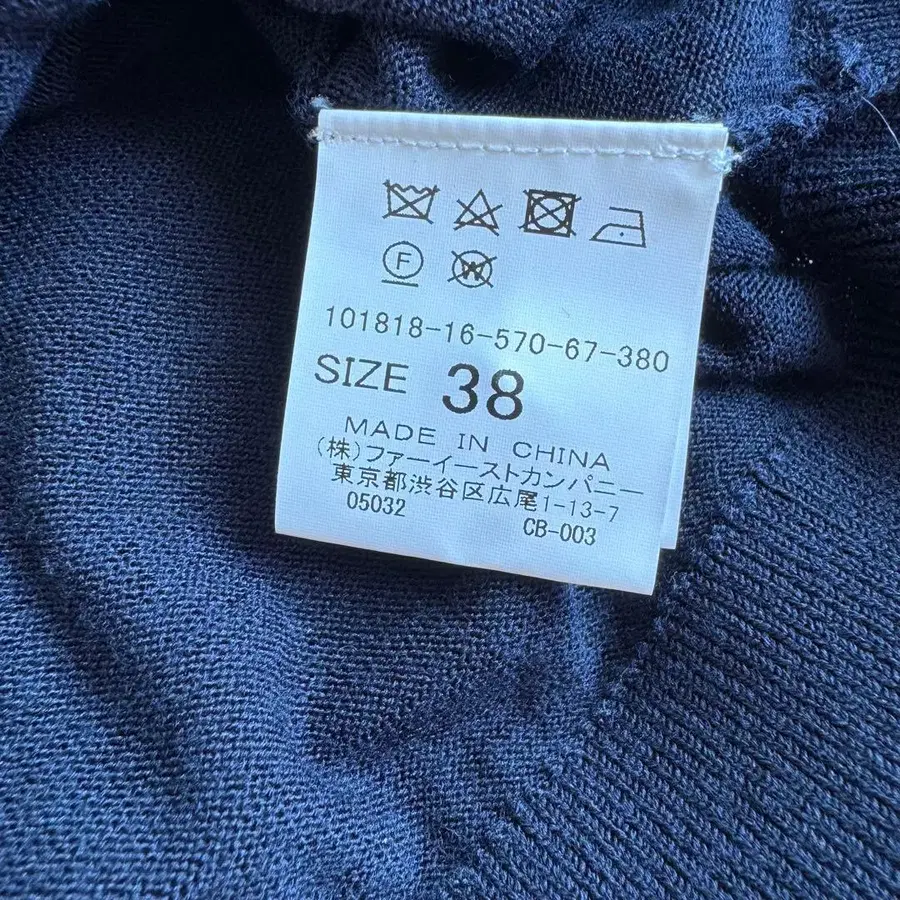 F
W
101818-16-570-67-380
SIZE 38
MADE IN CHINA
(株)ファーイーストカンパニー
東京都渋谷区広尾1-13-7
05032 CB-003